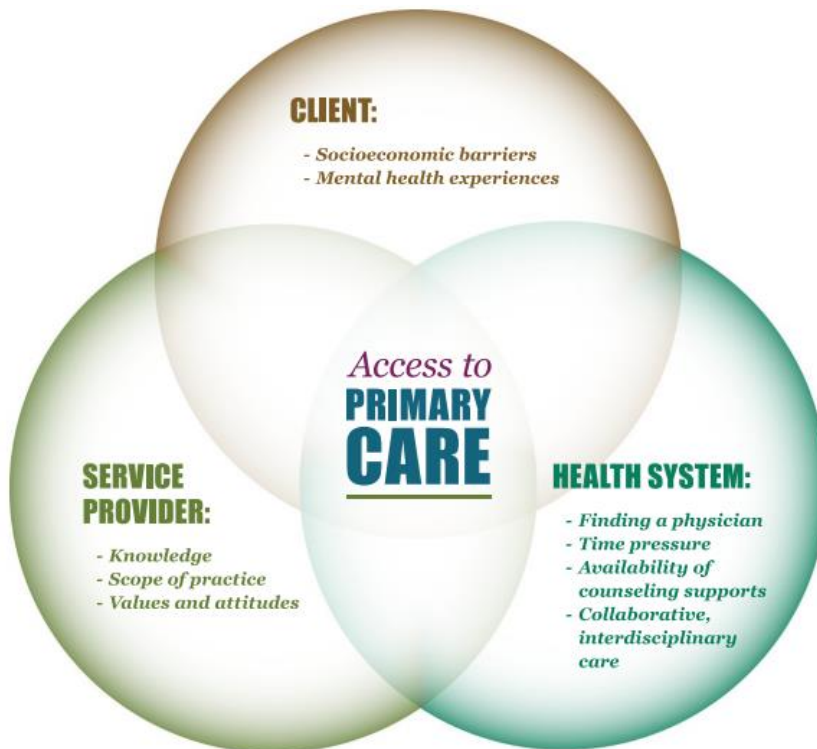 CLIENT:
- Socioeconomic barriers
- Mental health experiences
Access to
PRIMARY
CARE
SERVICE
PROVIDER:
- Knowledge
- Scope of practice
- Values and attitudes
HEALTH SYSTEM:
- Finding a physician
- Time pressure
- Availability of
counseling supports
- Collaborative,
interdisciplinary
care